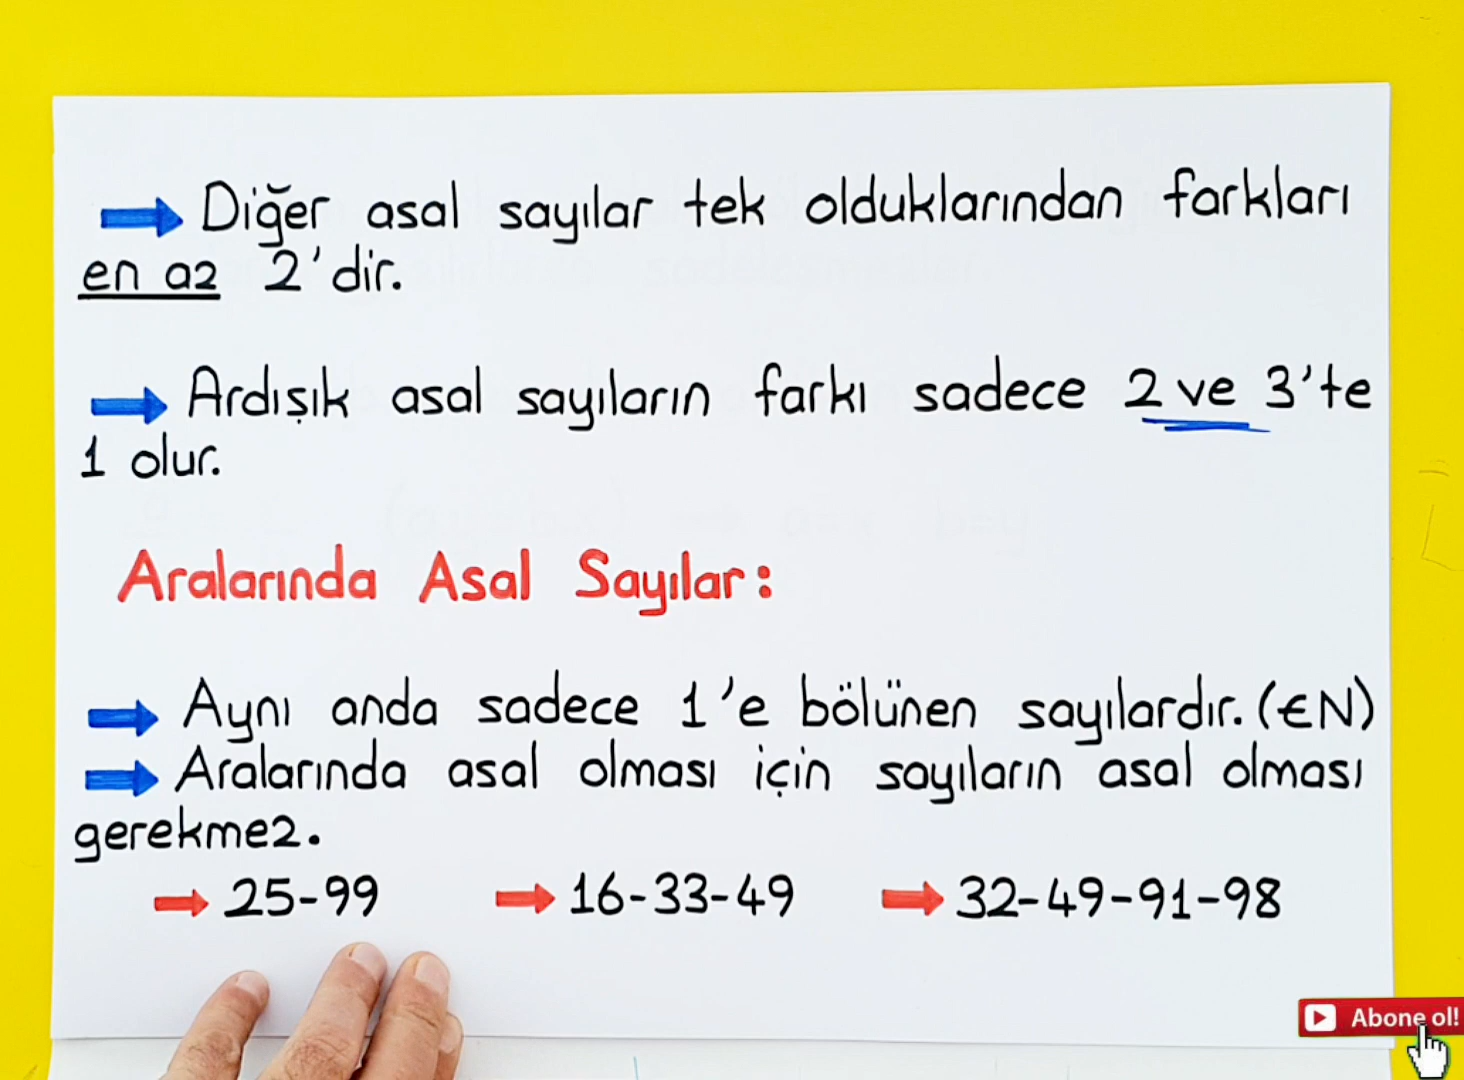 Diğer asal sayılar tek olduklarından farkları
en az 2'dir.
Ardışık asal sayıların farkı sadece 2 ve 3'te
1 olur.
Aralarında Asal Sayılar:
Aynı anda sadece 1'e bölünen sayılardır. (∈N)
Aralarında asal olması için sayıların asal olması
gerekmez.
25-99 16-33-49 32-49-91-98
Abone ol!